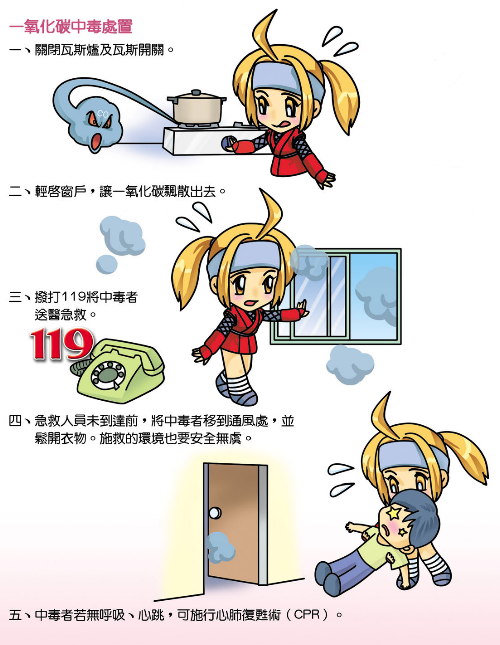 一氧化碳中毒處置
一、關閉瓦斯爐及瓦斯開關。
二、輕啓窗戶，讓一氧化碳飄散出去。
三、撥打119將中毒者
送醫急救。
119
四、急救人員未到達前，將中毒者移到通風處，並
鬆開衣物。施救的環境也要安全無虞。
五、中毒者若無呼吸、心跳，可施行心肺復甦術（CPR）。